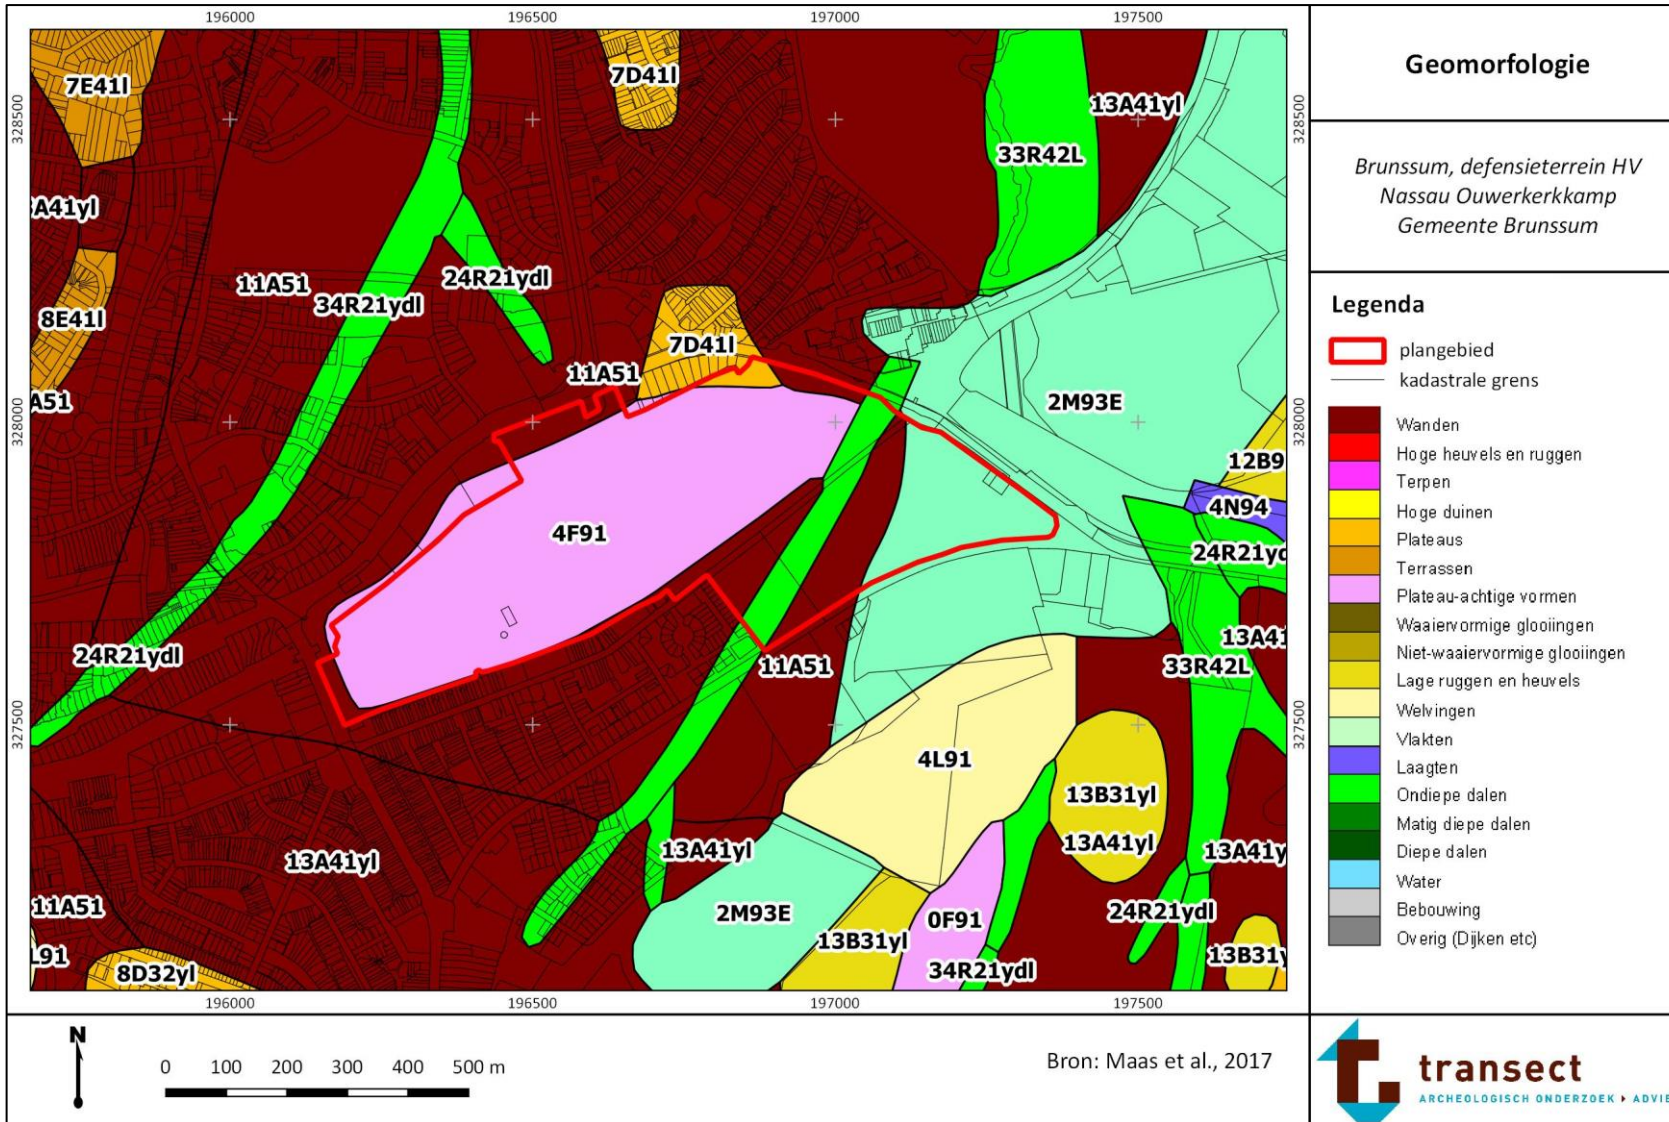 196000 196500 197000 197500
328500
328000
327500
328500
328000
327500
7E41l
7D41l
13A41yl
33R42L
A41yl
24R21ydl
11A51
34R21ydl
8E41l
7D41l
11A51
A51
2M93E
12B9
4N94
4F91
24R21yd
24R21ydl
11A51
13A41
33R42L
4L91
13B31yl
13A41yl
13A41yl
13A41yl
13A41y
11A51
2M93E
0F91
24R21ydl
13B31yl
L91
8D32yl
34R21ydl
13B31y
196000 196500 197000 197500
N
0 100 200 300 400 500 m
Bron: Maas et al., 2017
Geomorfologie
Brunssum, defensieterrein HV
Nassau Ouwerkerkkamp
Gemeente Brunssum
Legenda
plangebied
kadastrale grens
Wanden
Hoge heuvels en ruggen
Terpen
Hoge duinen
Plateaus
Terrassen
Plateau-achtige vormen
Waaiervormige glooiingen
Niet-waaiervormige glooiingen
Lage ruggen en heuvels
Welvingen
Vlakten
Laagten
Ondiepe dalen
Matig diepe dalen
Diepe dalen
Water
Bebouwing
Overig (Dijken etc)
transect
ARCHEOLOGISCH ONDERZOEK ▸ ADVIE